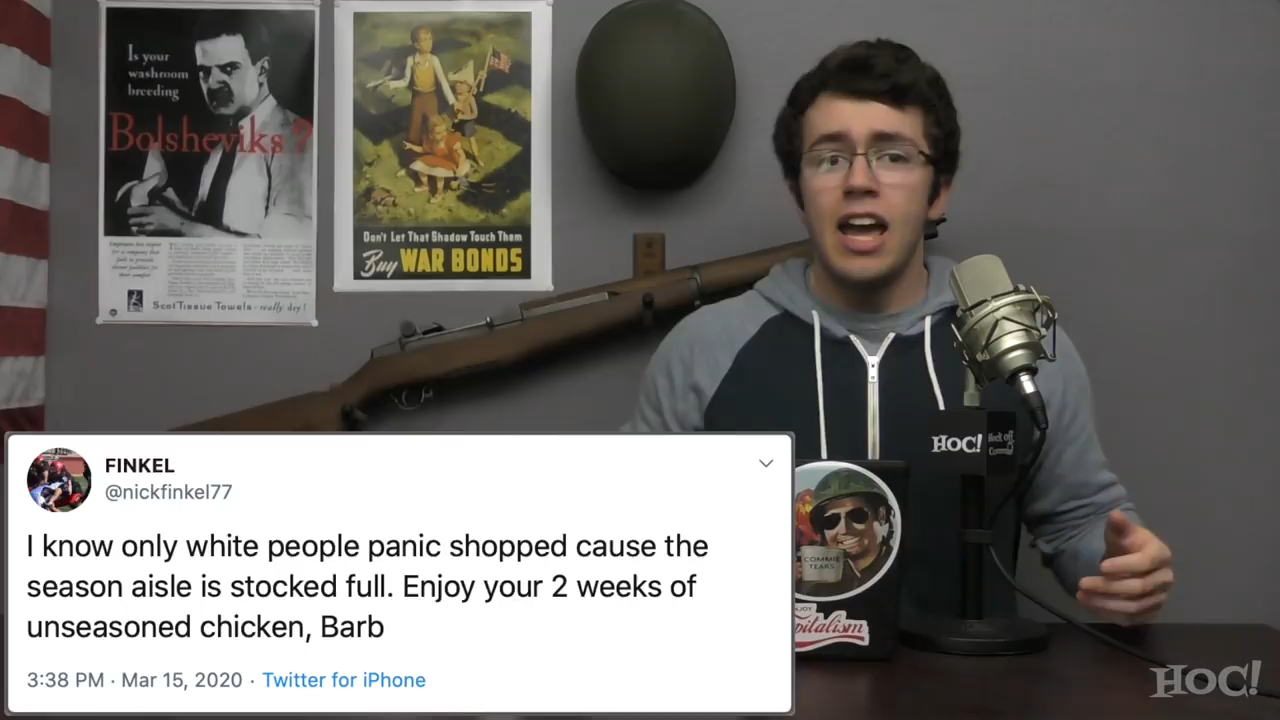 Is your
washroom
breeding
Bolsheviks?
ScotTissue Towels - really dry!
Don't Let That Shadow Touch Them
Buy WAR BONDS
HOC!
COMMIE
TEARS
FINKEL
@nickfinkel77
I know only white people panic shopped cause the
season aisle is stocked full. Enjoy your 2 weeks of
unseasoned chicken, Barb
3:38 PM · Mar 15, 2020 · Twitter for iPhone
HOC!